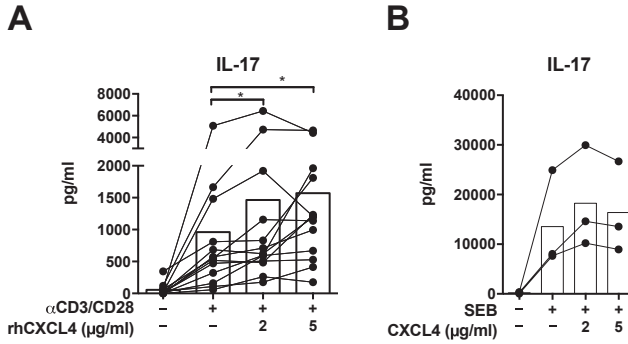 A
IL-17
*
*
pg/ml
8000
6000
4000
2000
1500
1000
500
0
αCD3/CD28 – + + +
rhCXCL4 (µg/ml) – – 2 5
B
IL-17
pg/ml
40000
30000
20000
10000
0
SEB – + + +
CXCL4 (µg/ml) – – 2 5